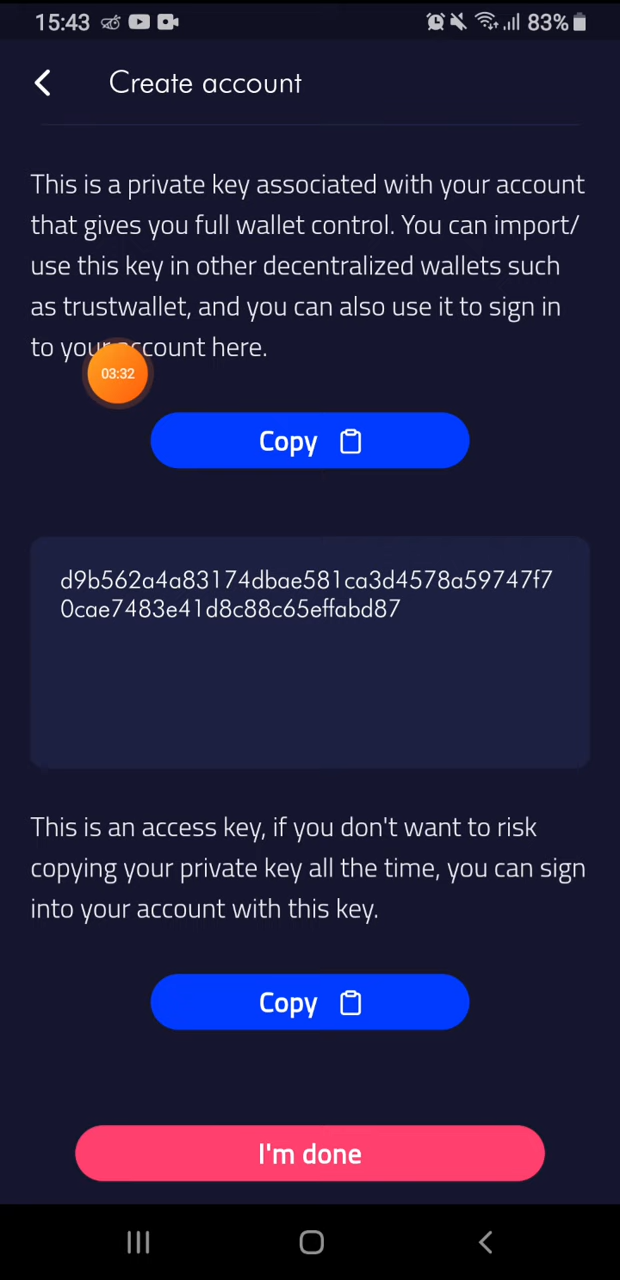 15:43 83%
Create account
This is a private key associated with your account
that gives you full wallet control. You can import/
use this key in other decentralized wallets such
as trustwallet, and you can also use it to sign in
to your account here.
03:32
Copy
d9b562a4a83174dbae581ca3d4578a59747f7
0cae7483e41d8c88c65effabd87
This is an access key, if you don't want to risk
copying your private key all the time, you can sign
into your account with this key.
Copy
I'm done